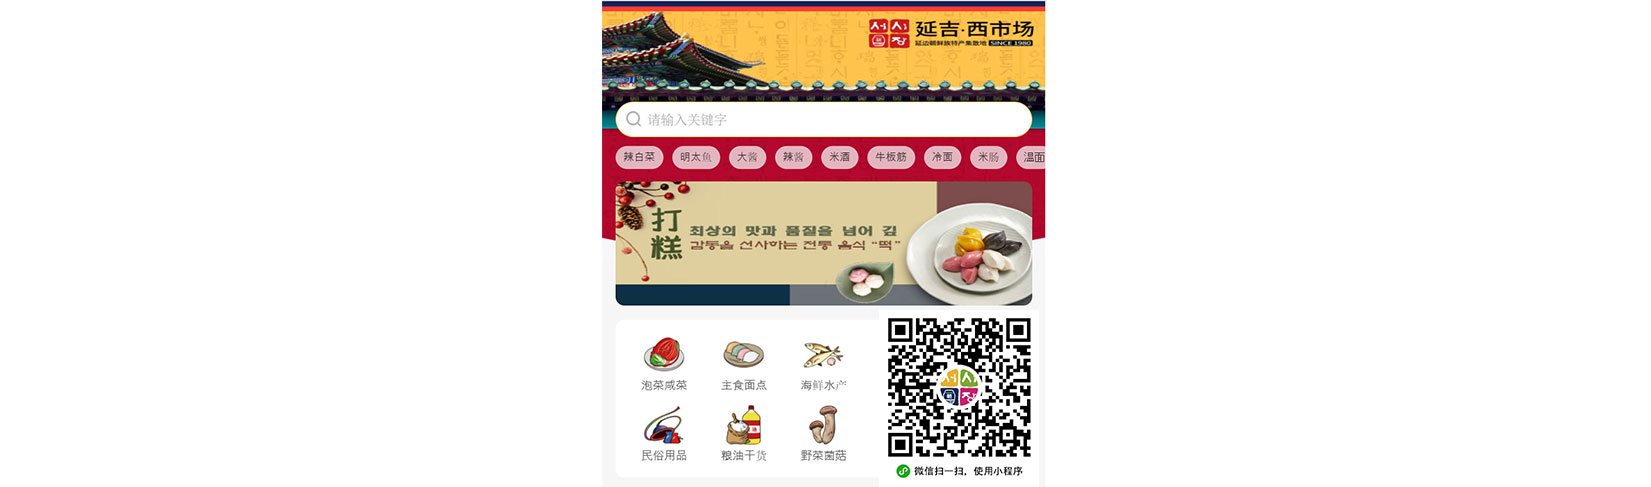 서시
장
延吉·西市场
延边朝鲜族特产集散地 SINCE 1980
请输入关键字
辣白菜 明太鱼 大酱 辣酱 米酒 牛板筋 冷面 米肠 温面
打糕
최상의 맛과 품질을 넘어 깊
감동을 선사하는 전통 음식 “떡”
泡菜咸菜 主食面点 海鲜水产
民俗用品 粮油干货 野菜菌菇
서시
장
微信扫一扫，使用小程序